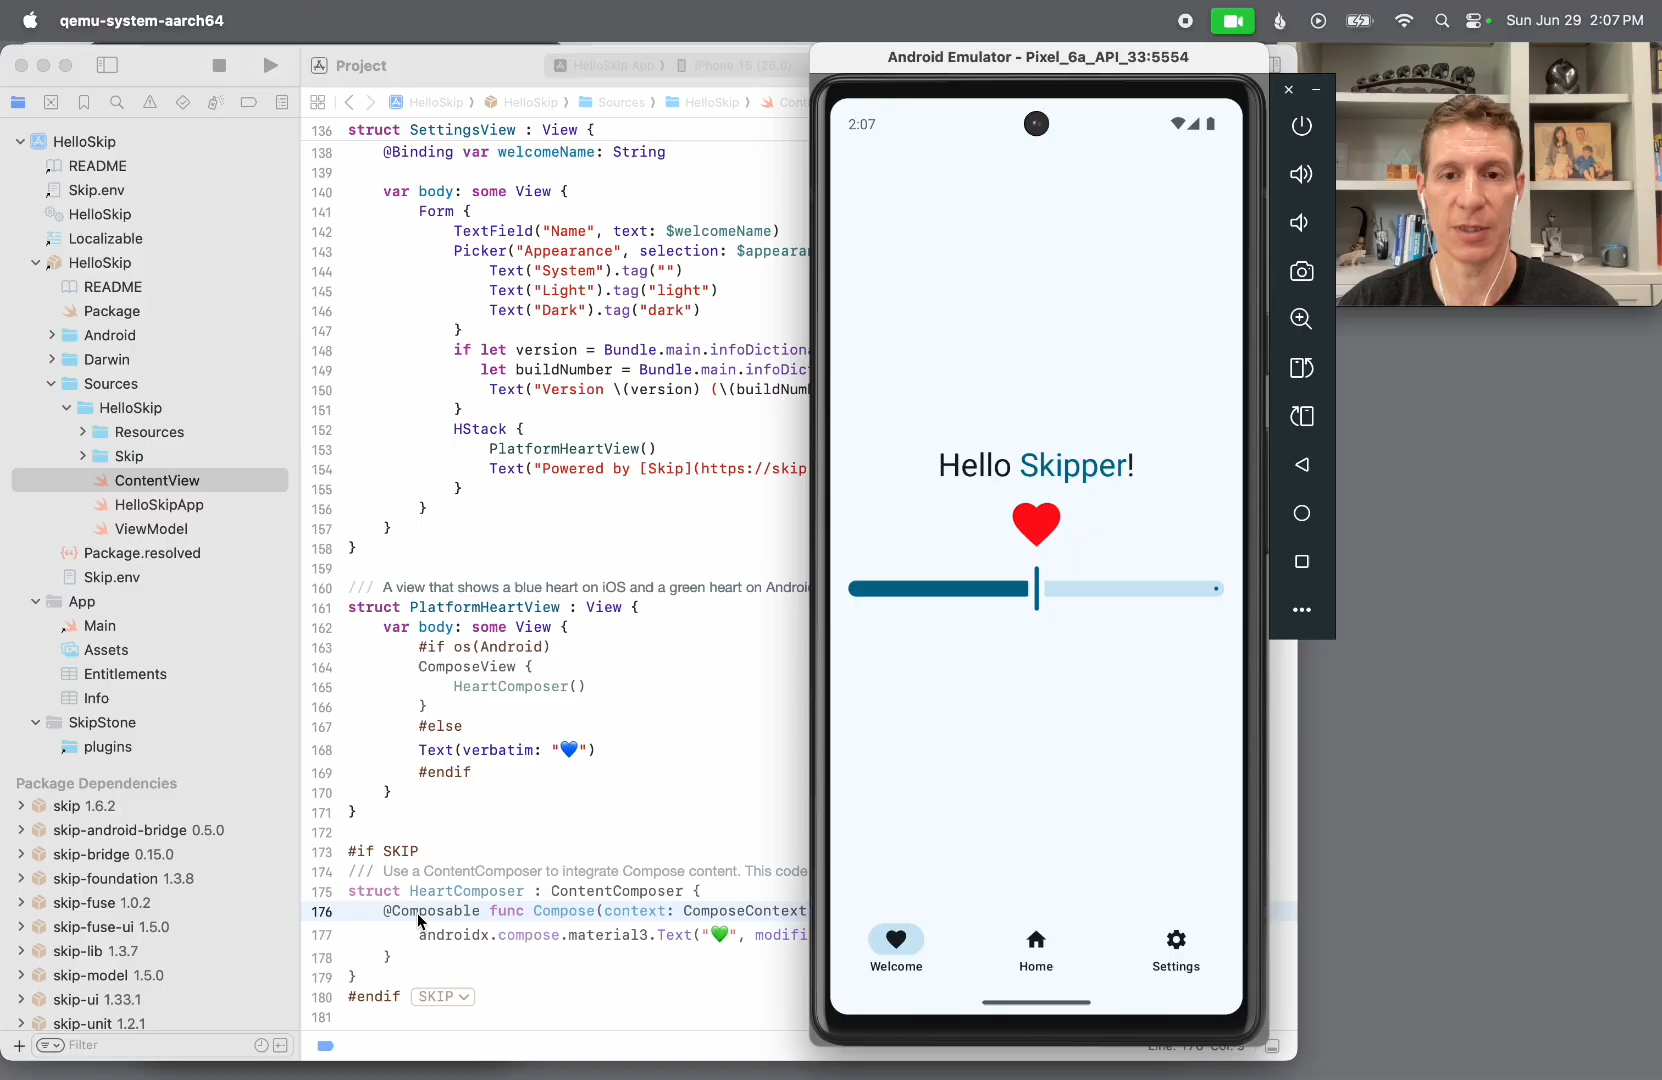 qemu-system-aarch64
Sun Jun 29 2:07 PM
Project
HelloSkip App
iPhone 16 (26.0)
HelloSkip
HelloSkip
Sources
HelloSkip
HelloSkip
README
Skip.env
HelloSkip
Localizable
HelloSkip
README
Package
Android
Darwin
Sources
HelloSkip
Resources
Skip
ContentView
HelloSkipApp
ViewModel
Package.resolved
Skip.env
App
Main
Assets
Entitlements
Info
SkipStone
plugins
Package Dependencies
skip 1.6.2
skip-android-bridge 0.5.0
skip-bridge 0.15.0
skip-foundation 1.3.8
skip-fuse 1.0.2
skip-fuse-ui 1.5.0
skip-lib 1.3.7
skip-model 1.5.0
skip-ui 1.33.1
skip-unit 1.2.1
Filter
136 struct SettingsView : View {
138 @Binding var welcomeName: String
139
140 var body: some View {
141 Form {
142 TextField("Name", text: $welcomeName)
143 Picker("Appearance", selection: $appeara
144 Text("System").tag("")
145 Text("Light").tag("light")
146 Text("Dark").tag("dark")
147 }
148 if let version = Bundle.main.infoDictiona
149 let buildNumber = Bundle.main.infoDict
150 Text("Version \(version) (\(buildNumb
151 }
152 HStack {
153 PlatformHeartView()
154 Text("Powered by [Skip](https://skip
155 }
156 }
157 }
158 }
159
160 /// A view that shows a blue heart on iOS and a green heart on Androi
161 struct PlatformHeartView : View {
162 var body: some View {
163 #if os(Android)
164 ComposeView {
165 HeartComposer()
166 }
167 #else
168 Text(verbatim: "💙")
169 #endif
170 }
171 }
172
173 #if SKIP
174 /// Use a ContentComposer to integrate Compose content. This code
175 struct HeartComposer : ContentComposer {
176 @Composable func Compose(context: ComposeContext
177 androidx.compose.material3.Text("💚", modifi
178 }
179 }
180 #endif SKIP
181
Android Emulator - Pixel_6a_API_33:5554
2:07
Hello Skipper!
Welcome
Home
Settings